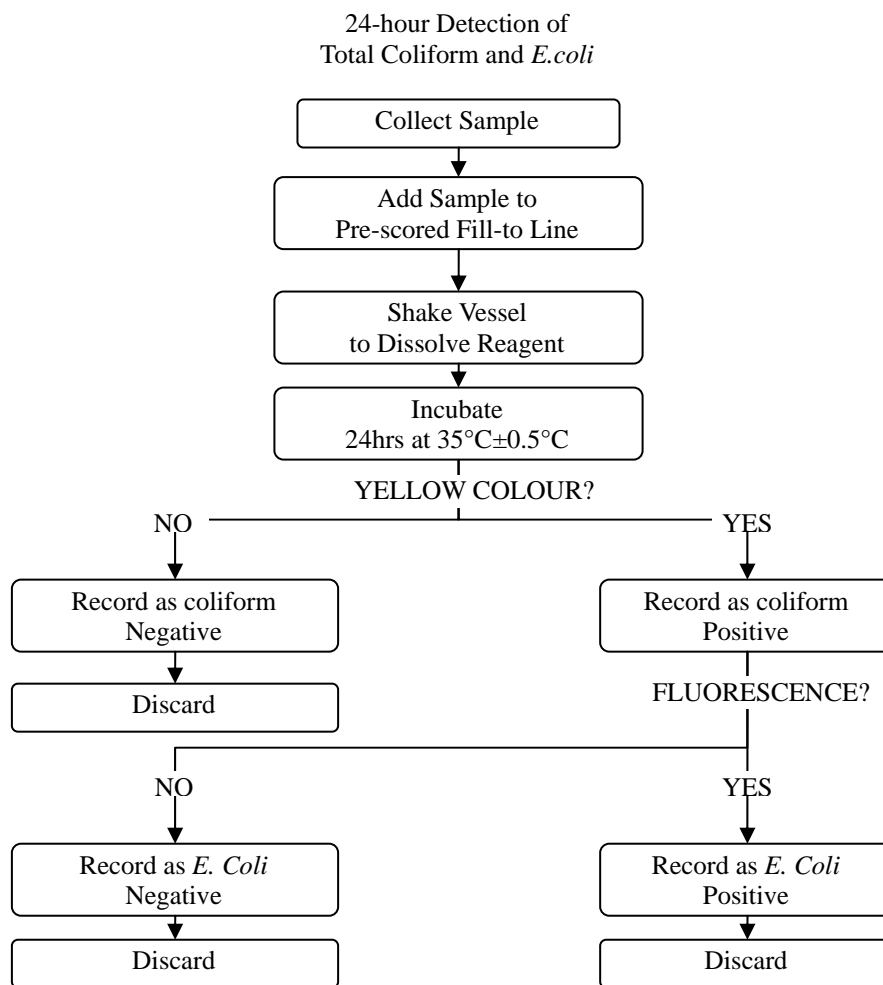 24-hour Detection of
Total Coliform and E.coli
Collect Sample
Add Sample to
Pre-scored Fill-to Line
Shake Vessel
to Dissolve Reagent
Incubate
24hrs at 35°C±0.5°C
YELLOW COLOUR?
NO
YES
Record as coliform
Negative
Record as coliform
Positive
Discard
FLUORESCENCE?
NO
YES
Record as E. Coli
Negative
Record as E. Coli
Positive
Discard
Discard